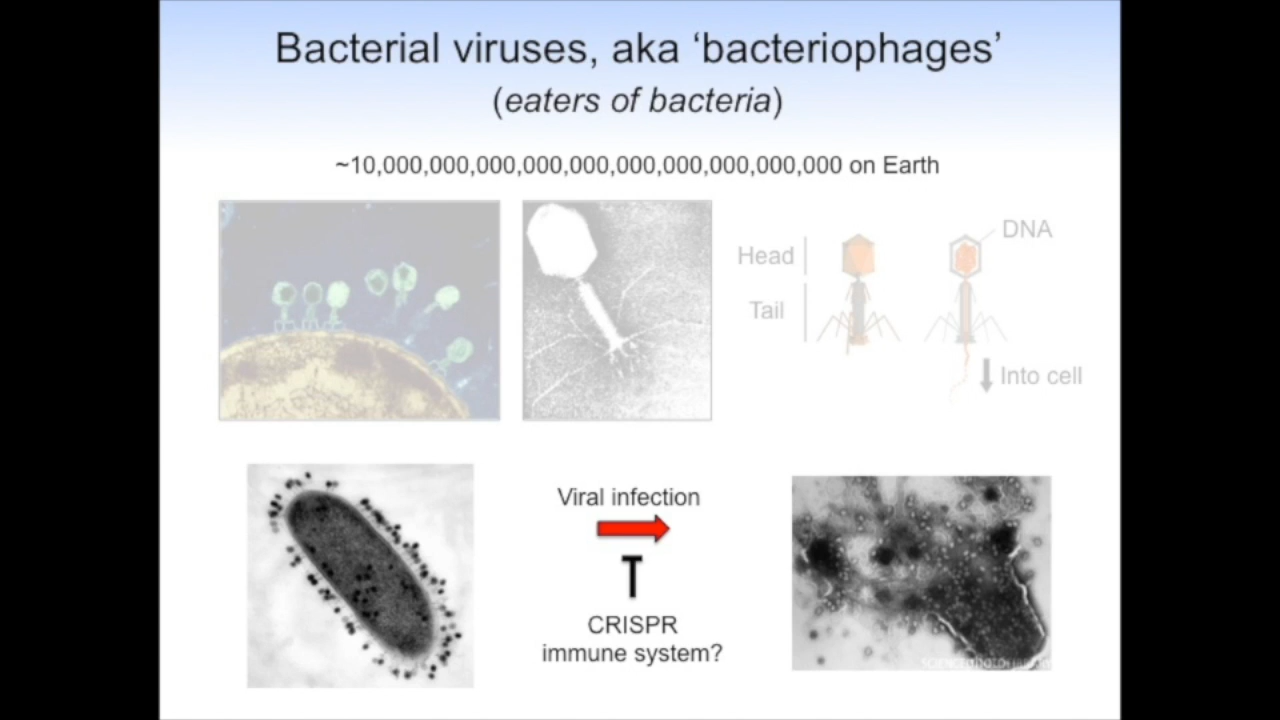 Bacterial viruses, aka ‘bacteriophages’
(eaters of bacteria)
~10,000,000,000,000,000,000,000,000,000,000 on Earth
Head
Tail
DNA
Into cell
Viral infection
CRISPR
immune system?